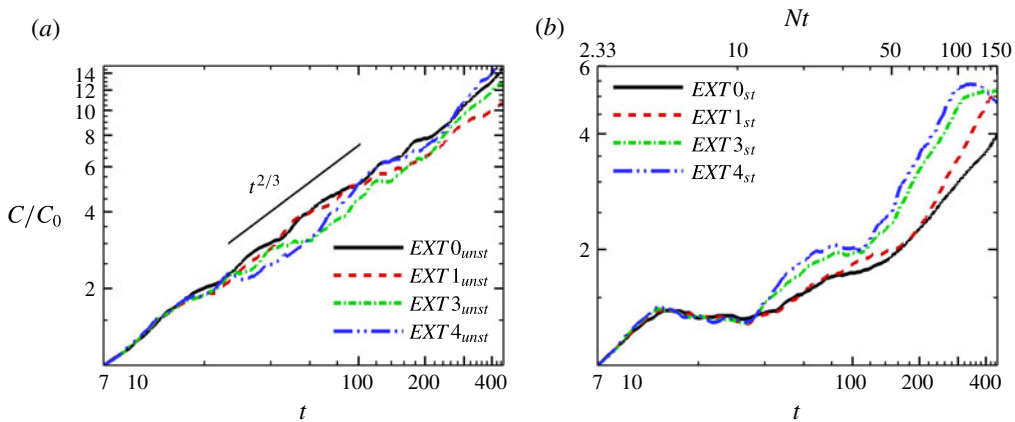 (a)
14
12
10
8
6
4
2
C/C0
t^{2/3}
EXT0unst
EXT1unst
EXT3unst
EXT4unst
7 10 100 200 400
t
(b)
Nt
2.33 10 50 100 150
6
4
2
EXT0st
EXT1st
EXT3st
EXT4st
7 10 100 200 400
t